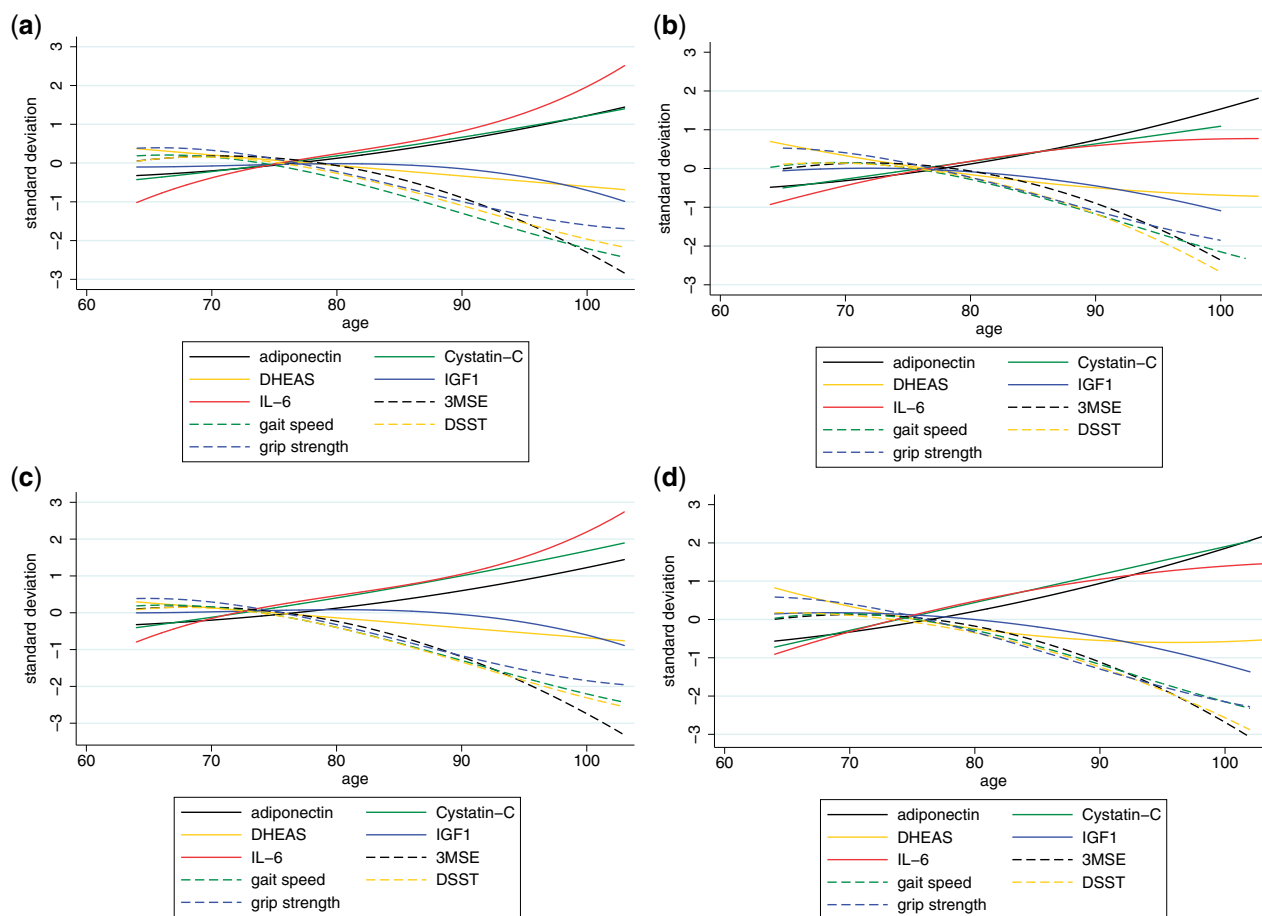 (a)
3
2
1
0
−1
−2
−3
standard deviation
60 70 80 90 100
age
adiponectin Cystatin−C
DHEAS IGF1
IL−6 3MSE
gait speed DSST
grip strength
(b)
3
2
1
0
−1
−2
−3
standard deviation
60 70 80 90 100
age
adiponectin Cystatin−C
DHEAS IGF1
IL−6 3MSE
gait speed DSST
grip strength
(c)
3
2
1
0
−1
−2
−3
standard deviation
60 70 80 90 100
age
adiponectin Cystatin−C
DHEAS IGF1
IL−6 3MSE
gait speed DSST
grip strength
(d)
3
2
1
0
−1
−2
−3
standard deviation
60 70 80 90 100
age
adiponectin Cystatin−C
DHEAS IGF1
IL−6 3MSE
gait speed DSST
grip strength